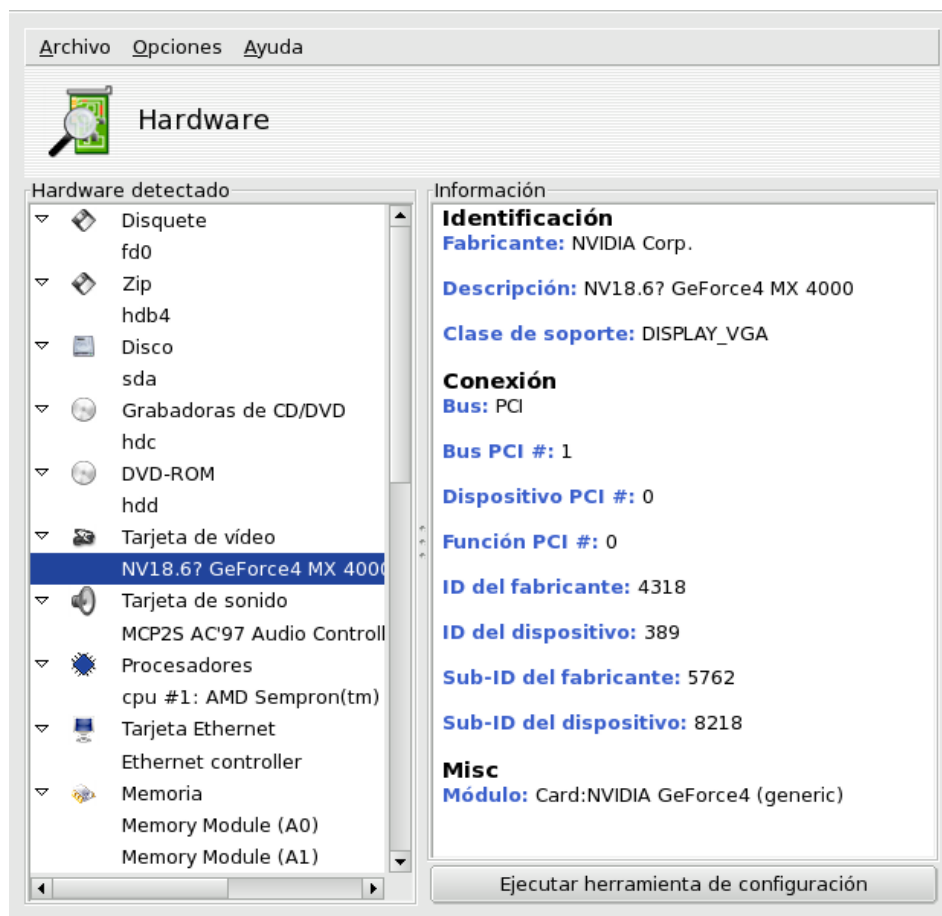 Archivo Opciones Ayuda
Hardware
Hardware detectado
Disquete
fd0
Zip
hdb4
Disco
sda
Grabadoras de CD/DVD
hdc
DVD-ROM
hdd
Tarjeta de vídeo
NV18.6? GeForce4 MX 4000
Tarjeta de sonido
MCP2S AC'97 Audio Controll
Procesadores
cpu #1: AMD Sempron(tm)
Tarjeta Ethernet
Ethernet controller
Memoria
Memory Module (A0)
Memory Module (A1)
Información
Identificación
Fabricante: NVIDIA Corp.
Descripción: NV18.6? GeForce4 MX 4000
Clase de soporte: DISPLAY_VGA
Conexión
Bus: PCI
Bus PCI #: 1
Dispositivo PCI #: 0
Función PCI #: 0
ID del fabricante: 4318
ID del dispositivo: 389
Sub-ID del fabricante: 5762
Sub-ID del dispositivo: 8218
Misc
Módulo: Card:NVIDIA GeForce4 (generic)
Ejecutar herramienta de configuración